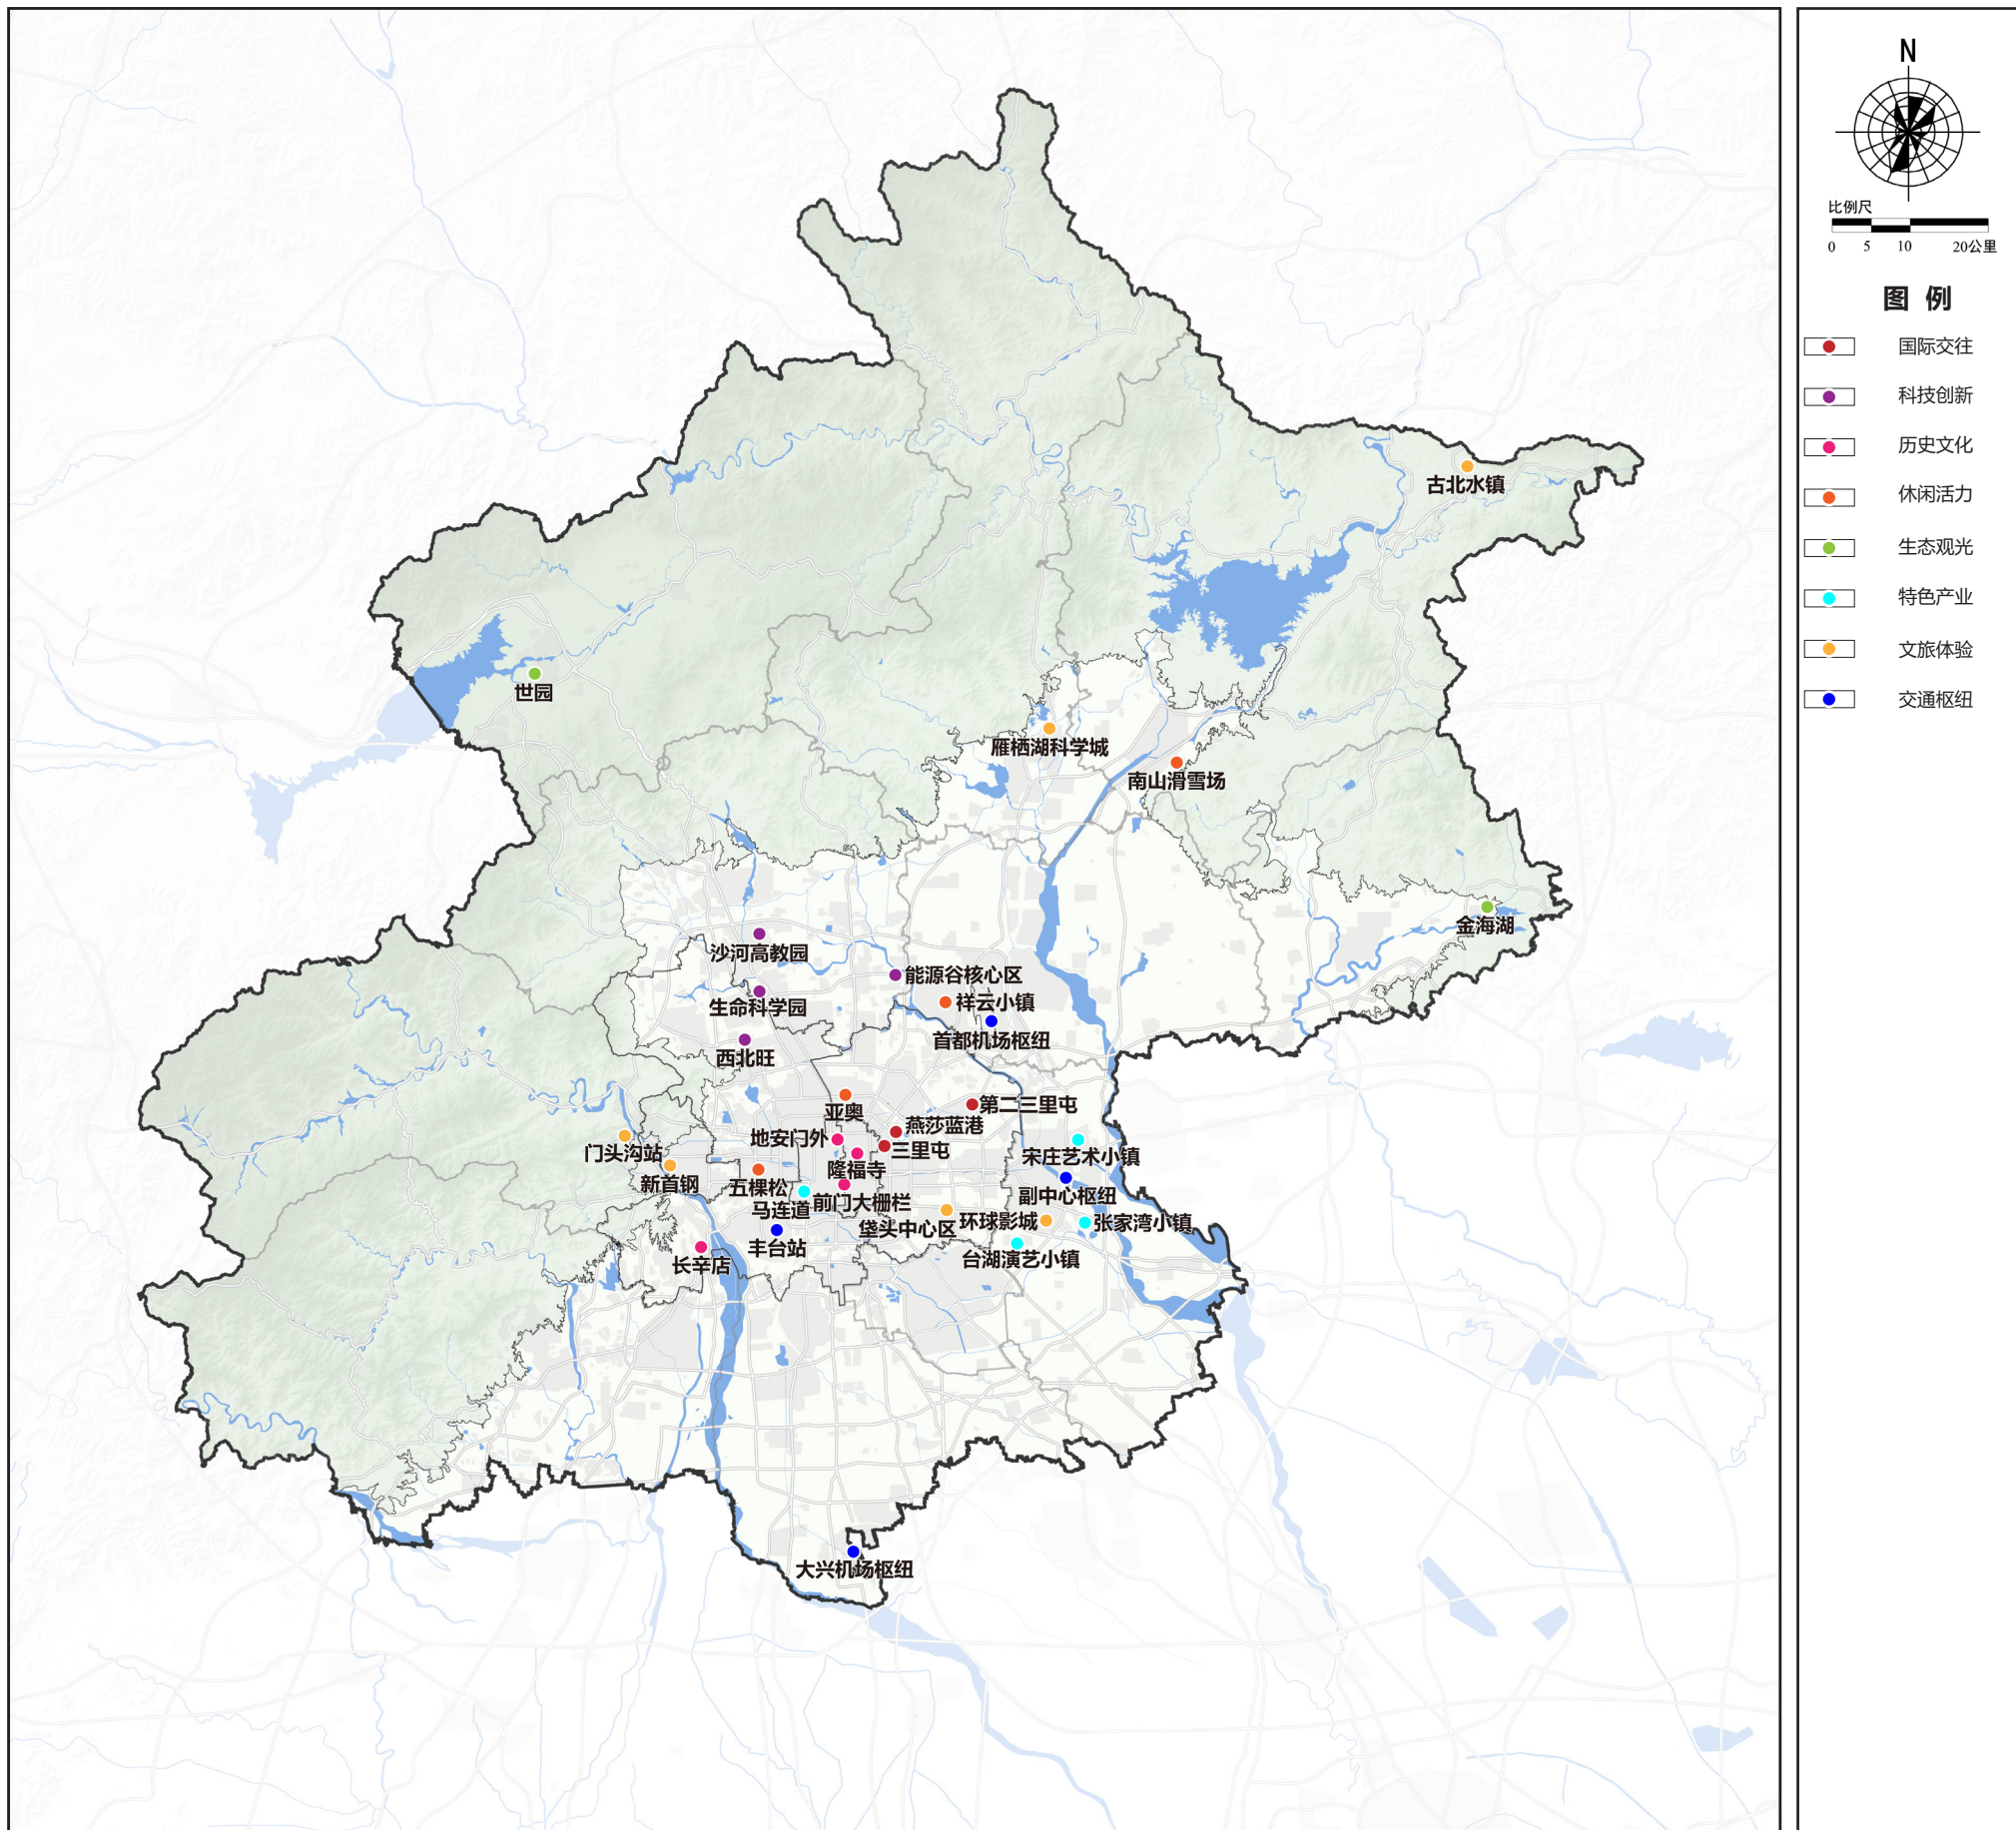 N
比例尺
0 5 10 20公里
图 例
国际交往
科技创新
历史文化
休闲活力
生态观光
特色产业
文旅体验
交通枢纽
古北水镇
世园
雁栖湖科学城
南山滑雪场
金海湖
沙河高教园
能源谷核心区
生命科学园
祥云小镇
首都机场枢纽
西北旺
亚奥
第二三里屯
燕莎蓝港
地安门外
三里屯
门头沟站
隆福寺
宋庄艺术小镇
新首钢
五棵松
副中心枢纽
马连道
前门大栅栏
垡头中心区
环球影城
张家湾小镇
丰台站
台湖演艺小镇
长辛店
大兴机场枢纽